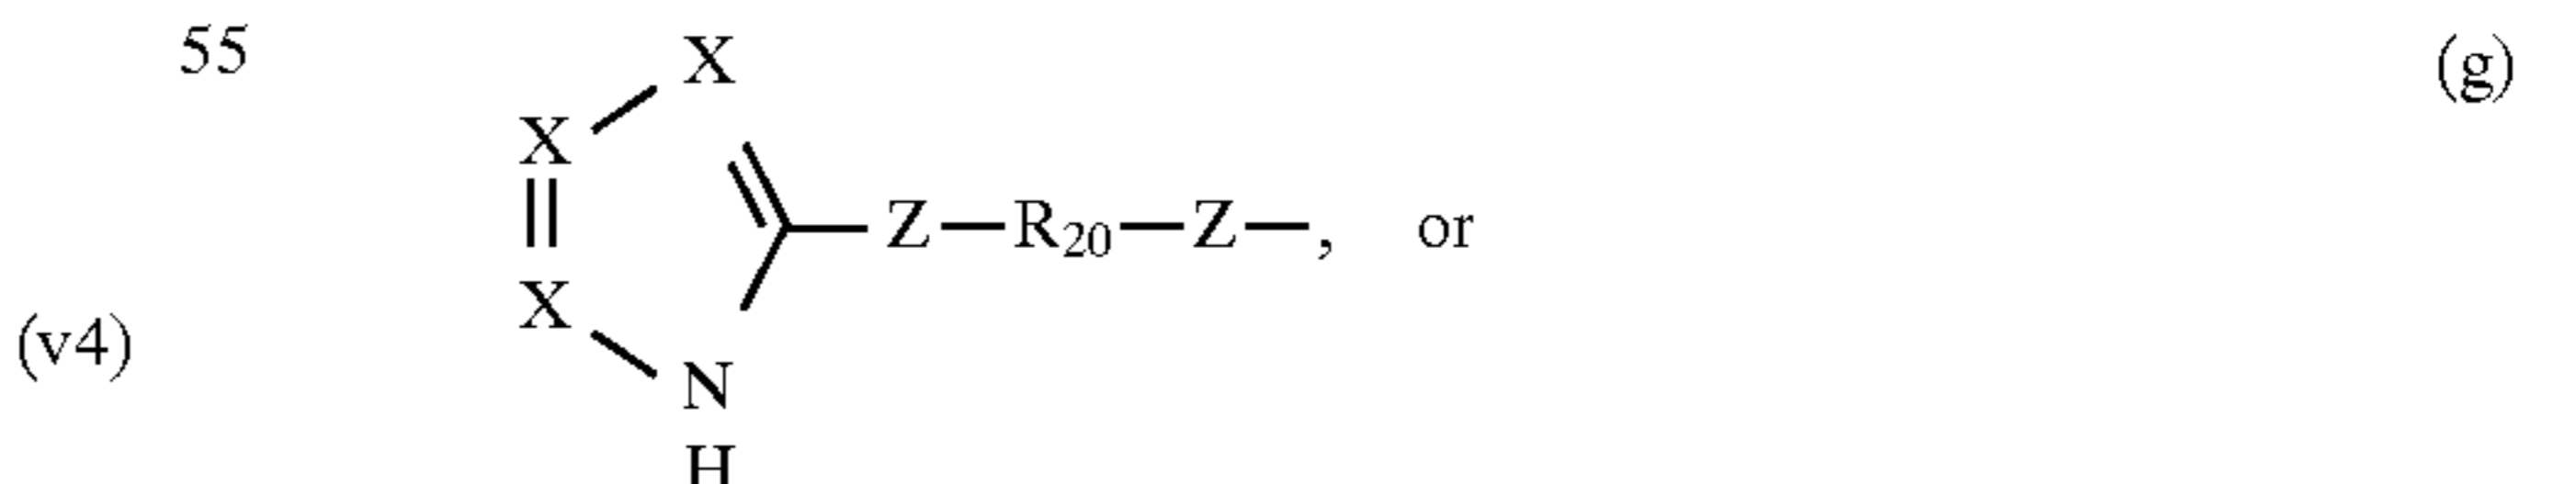 55 X (g)
X
Z—R20—Z—, or
X
(v4)
N
H